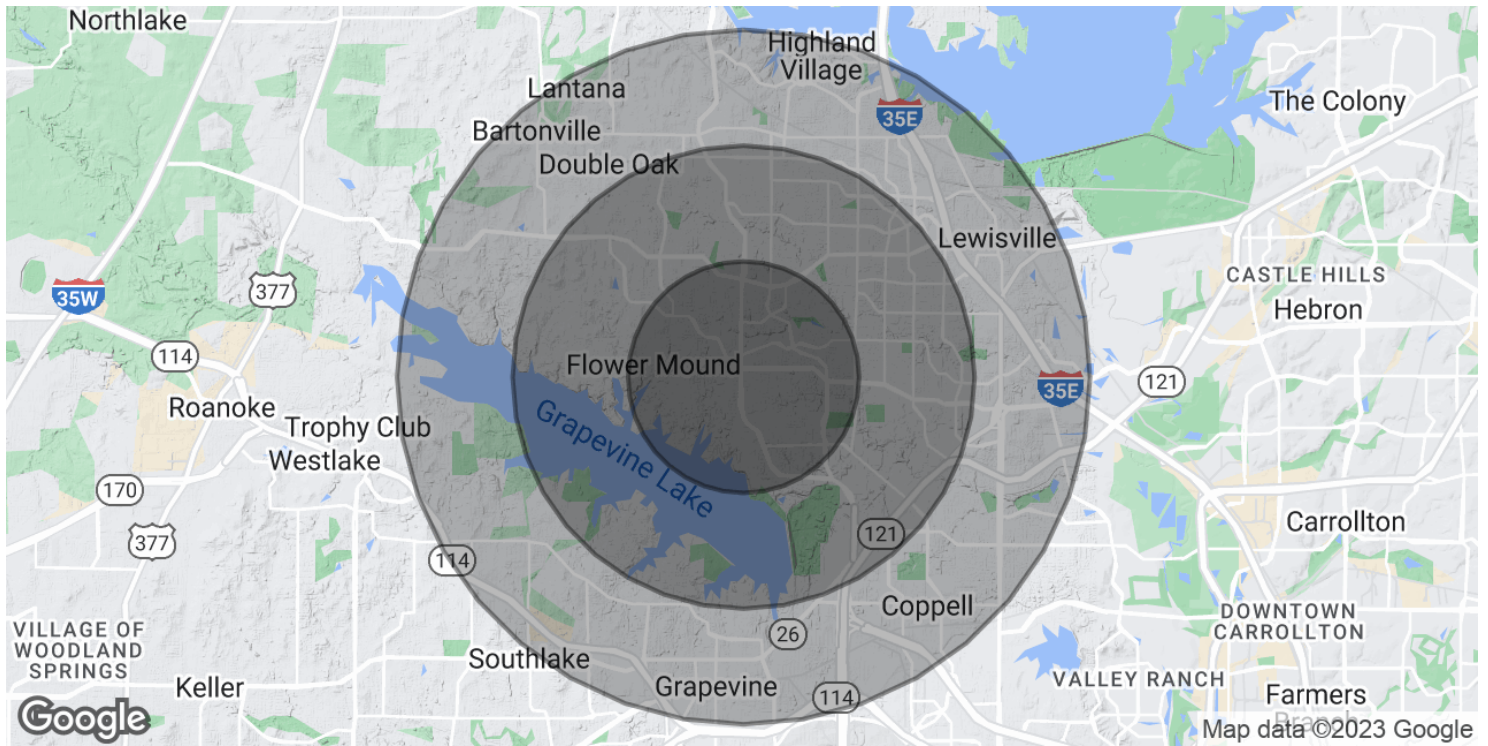 Northlake
Highland
Village
Lantana
The Colony
35E
Bartonville
Double Oak
Lewisville
CASTLE HILLS
377
35W
Hebron
114
Flower Mound
121
35E
Roanoke
Grapevine Lake
Trophy Club
Westlake
170
Carrollton
377
121
114
Coppell
DOWNTOWN
CARROLLTON
26
VILLAGE OF
WOODLAND
SPRINGS
Southlake
VALLEY RANCH
Keller
Grapevine
114
Farmers
Branch
Google
Map data ©2023 Google